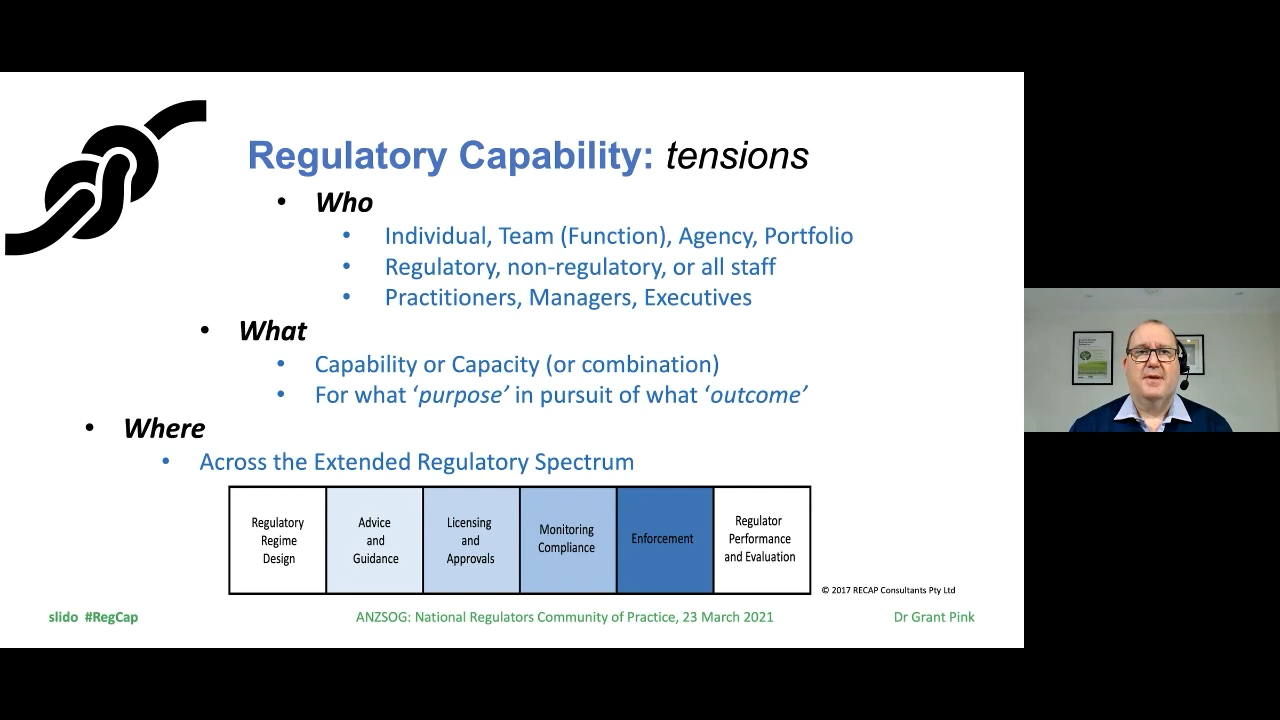 Regulatory Capability: tensions
• Who
• Individual, Team (Function), Agency, Portfolio
• Regulatory, non-regulatory, or all staff
• Practitioners, Managers, Executives
• What
• Capability or Capacity (or combination)
• For what ‘purpose’ in pursuit of what ‘outcome’
• Where
• Across the Extended Regulatory Spectrum
Regulatory
Regime
Design
Advice
and
Guidance
Licensing
and
Approvals
Monitoring
Compliance
Enforcement
Regulator
Performance
and Evaluation
© 2017 RECAP Consultants Pty Ltd
slido #RegCap
ANZSOG: National Regulators Community of Practice, 23 March 2021
Dr Grant Pink